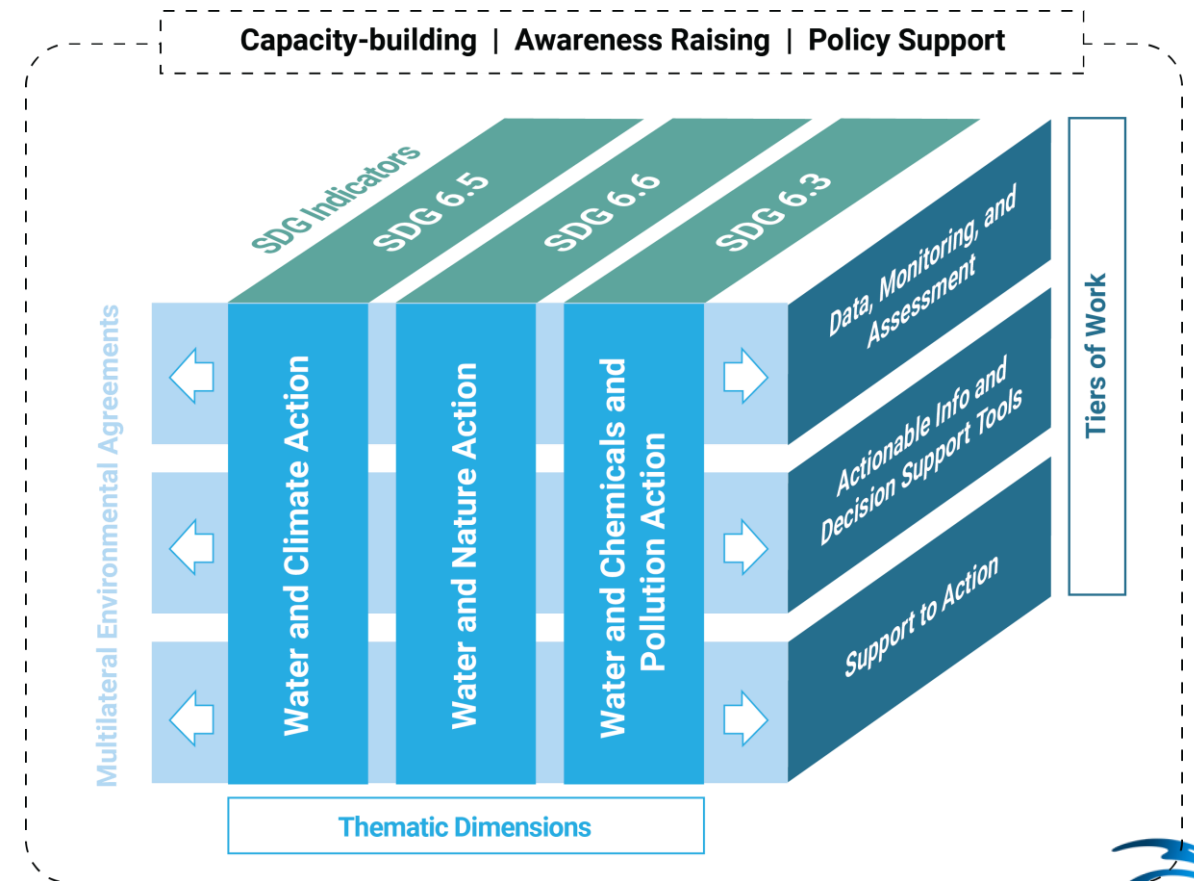 Capacity-building | Awareness Raising | Policy Support
SDG Indicators
SDG 6.5
SDG 6.6
SDG 6.3
Multilateral Environmental Agreements
Water and Climate Action
Water and Nature Action
Water and Chemicals and
Pollution Action
Data, Monitoring, and
Assessment
Actionable Info and
Decision Support Tools
Support to Action
Tiers of Work
Thematic Dimensions